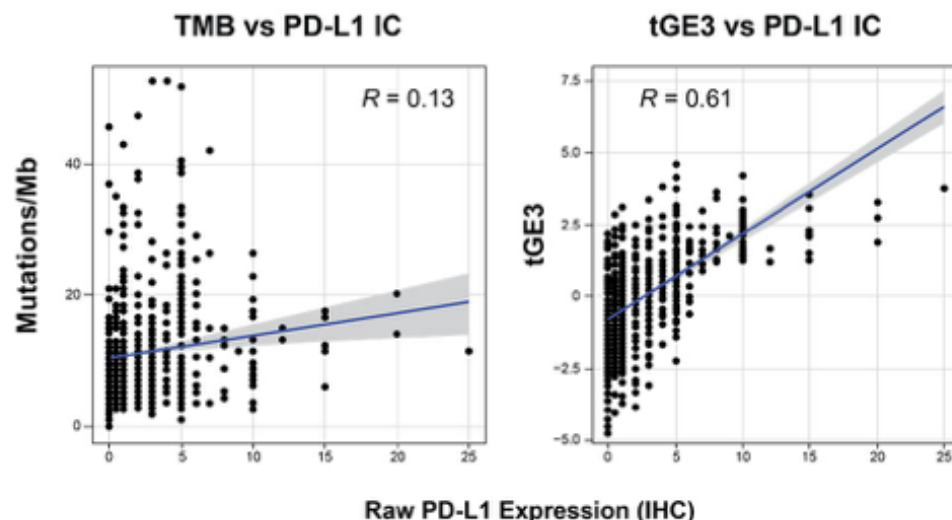 TMB vs PD-L1 IC
tGE3 vs PD-L1 IC
R = 0.13
R = 0.61
Mutations/Mb
40
20
0
0 5 10 15 20 25
tGE3
7.5
5.0
2.5
0
−2.5
−5.0
0 5 10 15 20 25
Raw PD-L1 Expression (IHC)